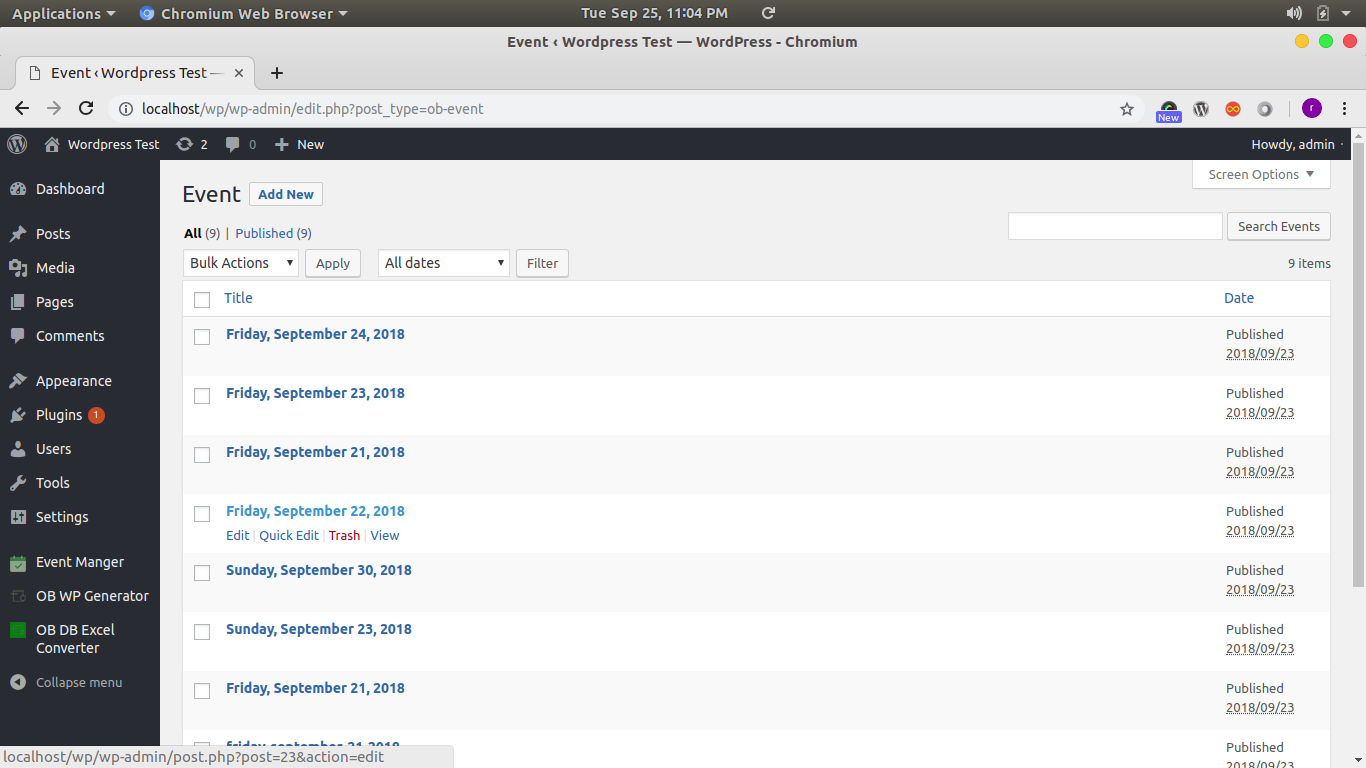 Applications Chromium Web Browser Tue Sep 25, 11:04 PM
Event ‹ Wordpress Test — WordPress - Chromium
Event ‹ Wordpress Test —
localhost/wp/wp-admin/edit.php?post_type=ob-event New r
Wordpress Test 2 0 New Howdy, admin
Screen Options
Dashboard
Posts
Media
Pages
Comments
Appearance
Plugins 1
Users
Tools
Settings
Event Manger
OB WP Generator
OB DB Excel
Converter
Collapse menu
Event Add New
All (9) | Published (9)
Search Events
Bulk Actions Apply All dates Filter 9 items
Title Date
Friday, September 24, 2018 Published
2018/09/23
Friday, September 23, 2018 Published
2018/09/23
Friday, September 21, 2018 Published
2018/09/23
Friday, September 22, 2018 Published
Edit | Quick Edit | Trash | View 2018/09/23
Sunday, September 30, 2018 Published
2018/09/23
Sunday, September 23, 2018 Published
2018/09/23
Friday, September 21, 2018 Published
2018/09/23
friday september 21 2018 Published
2018/09/23
localhost/wp/wp-admin/post.php?post=23&action=edit